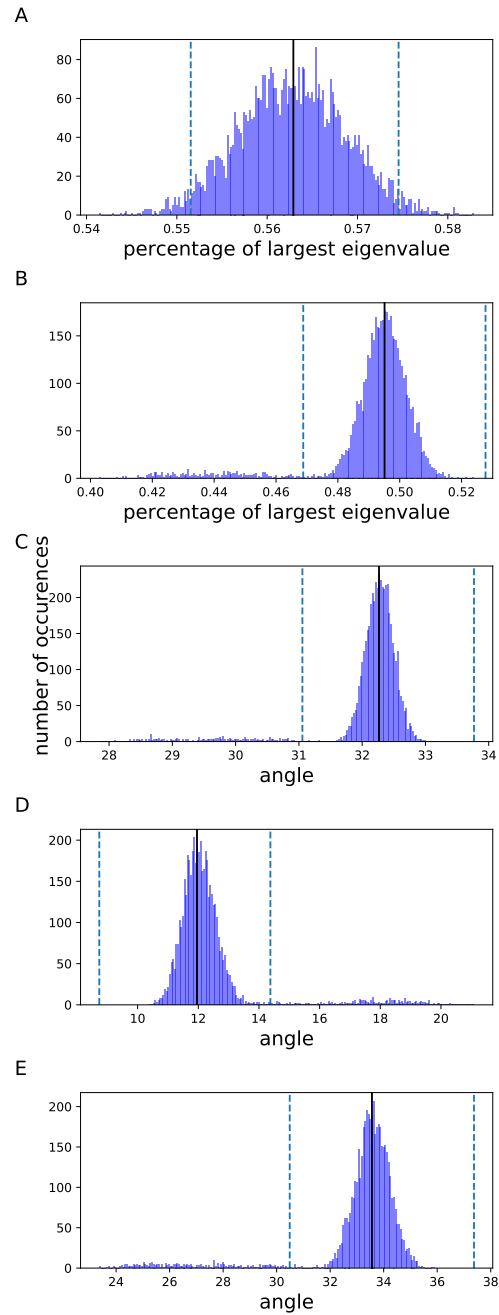 A
80
60
40
20
0
0.54 0.55 0.56 0.57 0.58
percentage of largest eigenvalue
B
150
100
50
0
0.40 0.42 0.44 0.46 0.48 0.50 0.52
percentage of largest eigenvalue
C
number of occurences
200
150
100
50
0
28 29 30 31 32 33 34
angle
D
200
150
100
50
0
10 12 14 16 18 20
angle
E
200
150
100
50
0
24 26 28 30 32 34 36 38
angle